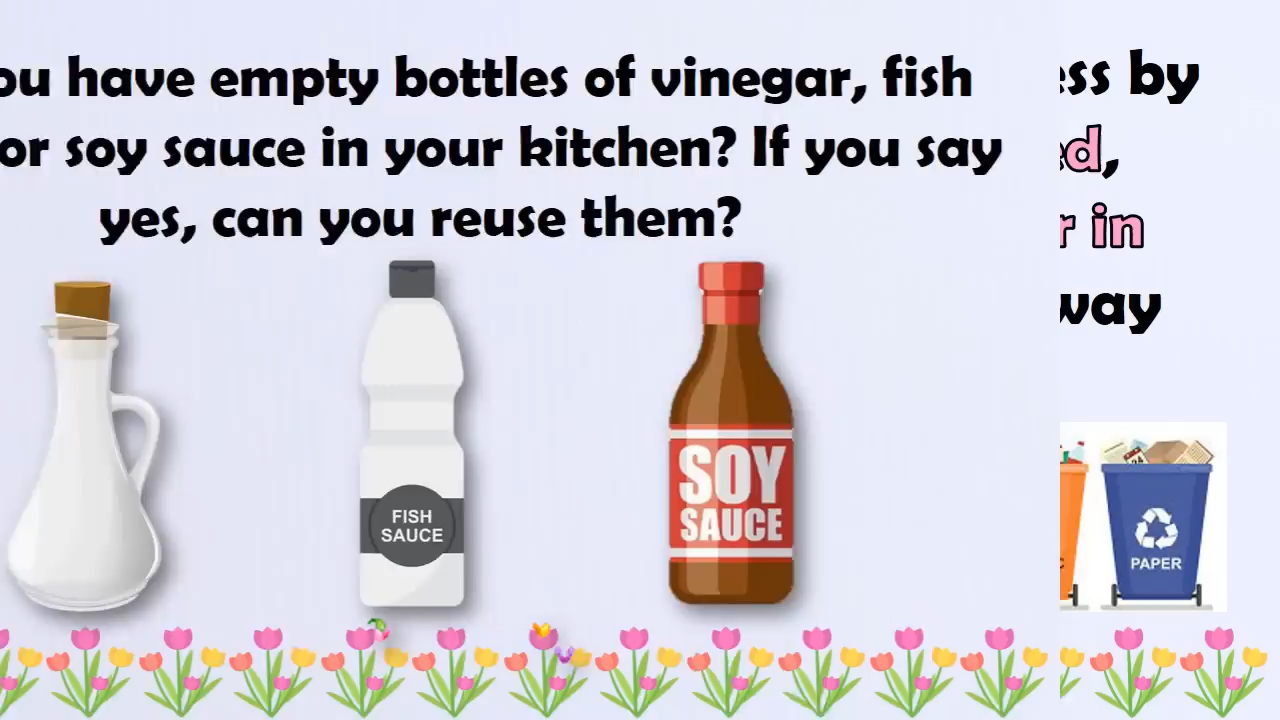 ou have empty bottles of vinegar, fish
or soy sauce in your kitchen? If you say
yes, can you reuse them?
ess by
ed,
r in
way
FISH
SAUCE
SOY
SAUCE
PAPER